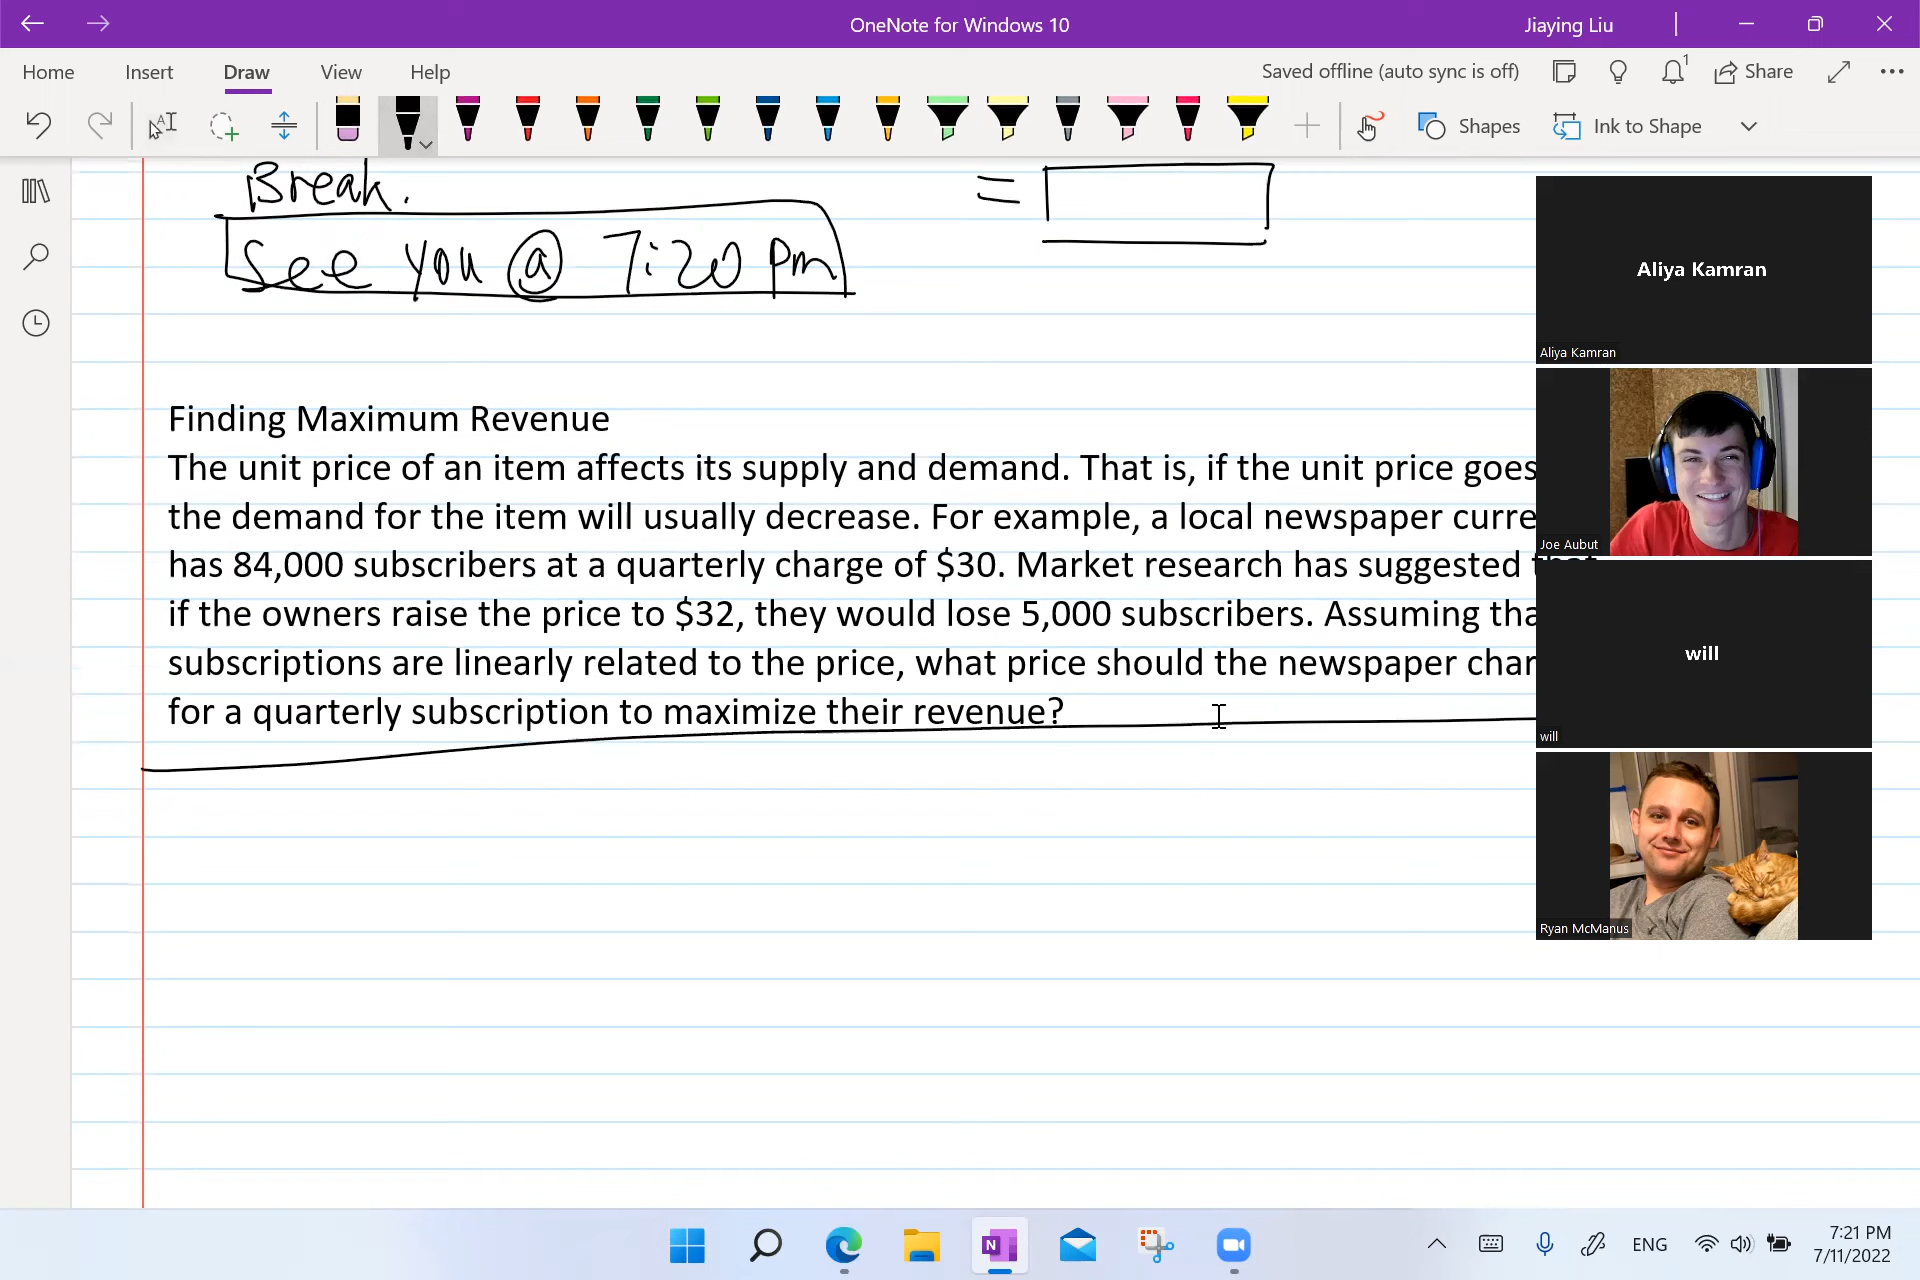 OneNote for Windows 10
Jiaying Liu
Home Insert Draw View Help
Saved offline (auto sync is off)
1
Share
Shapes
Ink to Shape
Break.
=
See you @ 7:20 pm
Finding Maximum Revenue
The unit price of an item affects its supply and demand. That is, if the unit price goes
the demand for the item will usually decrease. For example, a local newspaper curre
has 84,000 subscribers at a quarterly charge of $30. Market research has suggested that
if the owners raise the price to $32, they would lose 5,000 subscribers. Assuming tha
subscriptions are linearly related to the price, what price should the newspaper char
for a quarterly subscription to maximize their revenue?
Aliya Kamran
Aliya Kamran
Joe Aubut
will
will
Ryan McManus
ENG
7:21 PM
7/11/2022